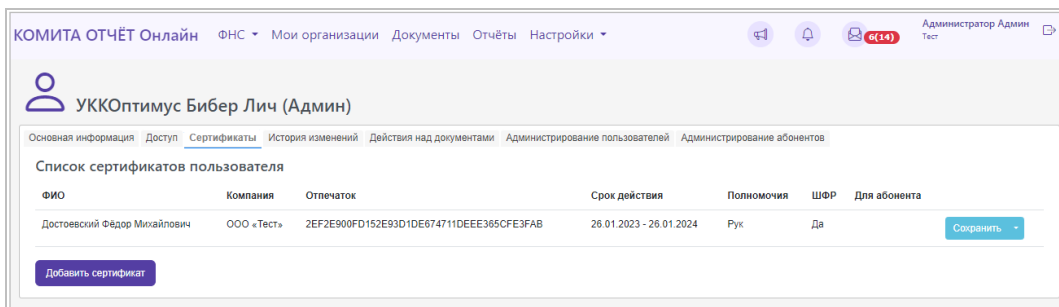 КОМИТА ОТЧЁТ Онлайн ФНС Мои организации Документы Отчёты Настройки 6(14) Администратор Админ
Тест
УККОптимус Бибер Лич (Админ)
Основная информация Доступ Сертификаты История изменений Действия над документами Администрирование пользователей Администрирование абонентов
Список сертификатов пользователя
ФИО Компания Отпечаток Срок действия Полномочия ШФР Для абонента
Достоевский Фёдор Михайлович ООО «Тест» 2EF2E900FD152E93D1DE674711DEEE365CFE3FAB 26.01.2023 - 26.01.2024 Рук Да Сохранить
Добавить сертификат